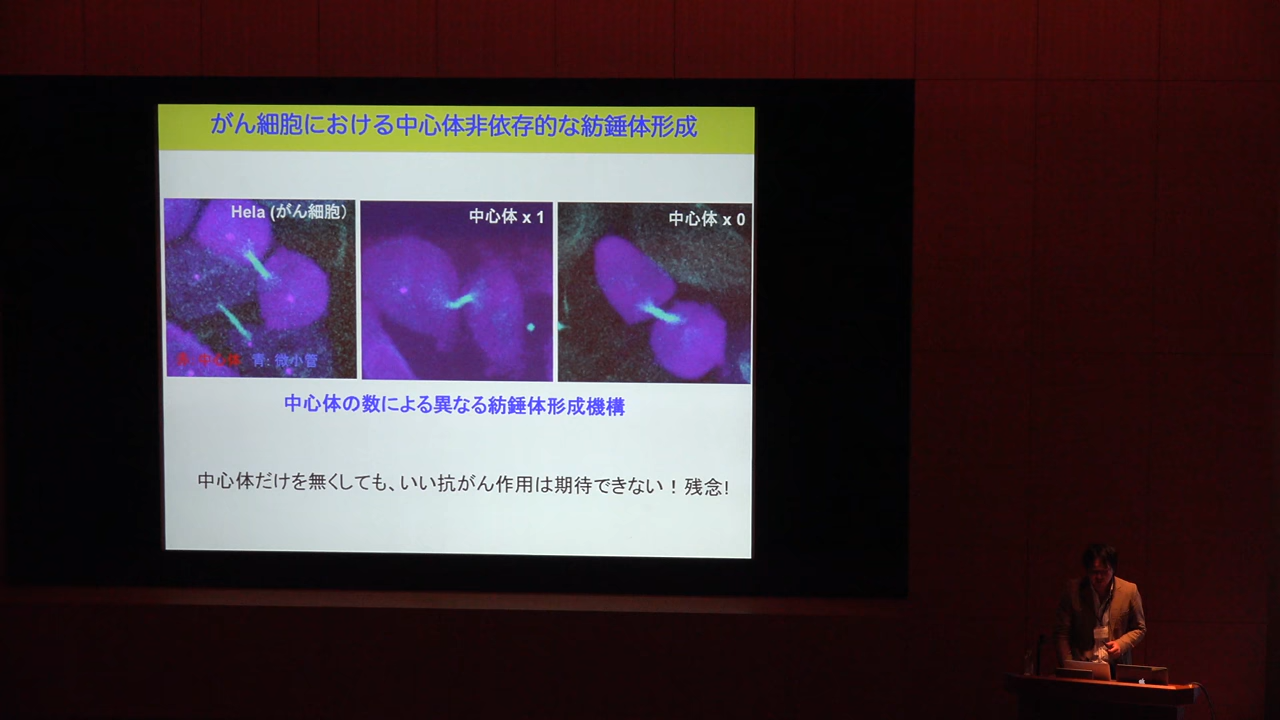 がん細胞における中心体非依存的な紡錘体形成
Hela (がん細胞)
中心体 x 1
中心体 x 0
赤: 中心体 青: 微小管
中心体の数による異なる紡錘体形成機構
中心体だけを無くしても、いい抗がん作用は期待できない！残念!